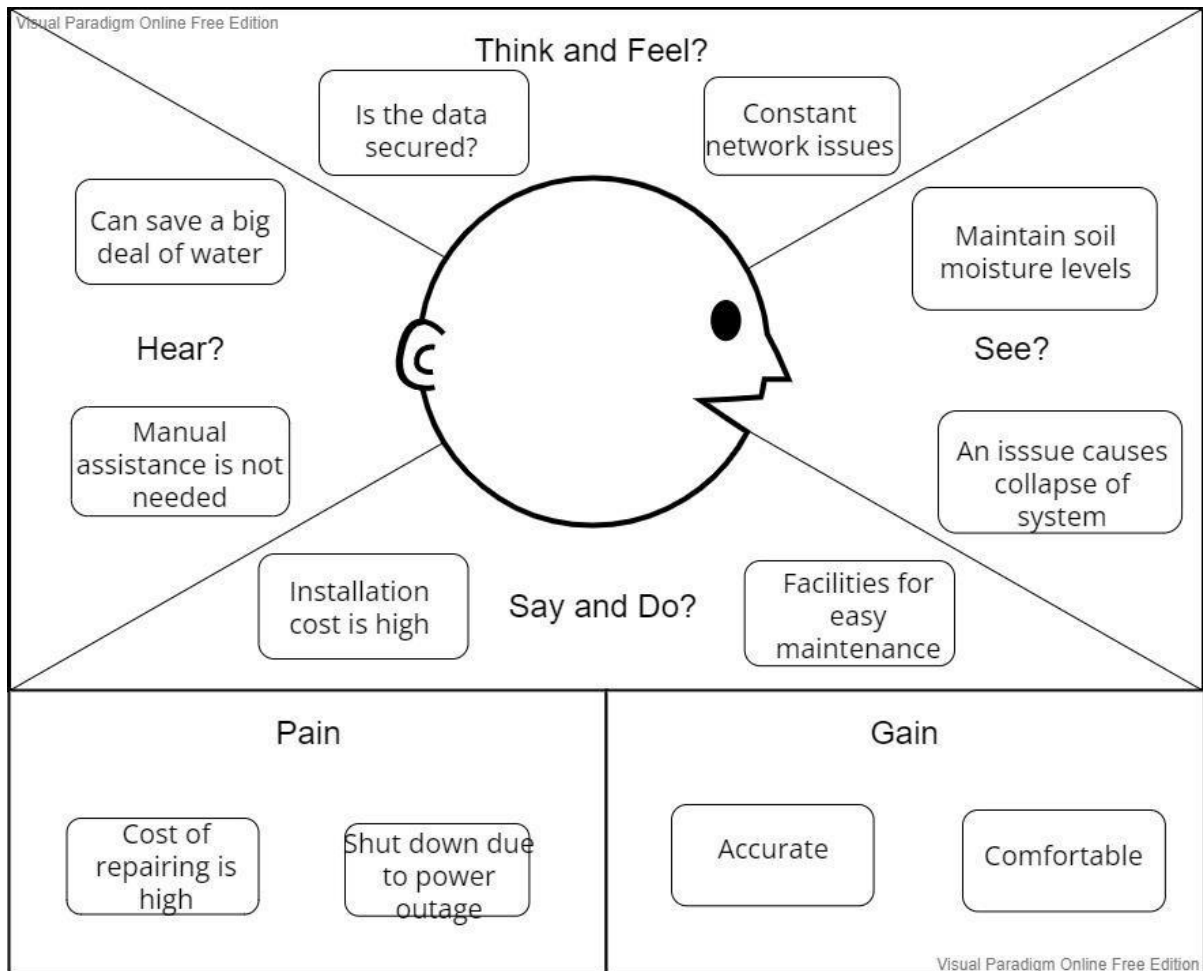 Visual Paradigm Online Free Edition
Think and Feel?
Is the data
secured?
Constant
network issues
Can save a big
deal of water
Maintain soil
moisture levels
Hear?
See?
Manual
assistance is not
needed
An isssue causes
collapse of
system
Installation
cost is high
Say and Do?
Facilities for
easy
maintenance
Pain
Gain
Cost of
repairing is
high
Shut down due
to power
outage
Accurate
Comfortable
Visual Paradigm Online Free Edition